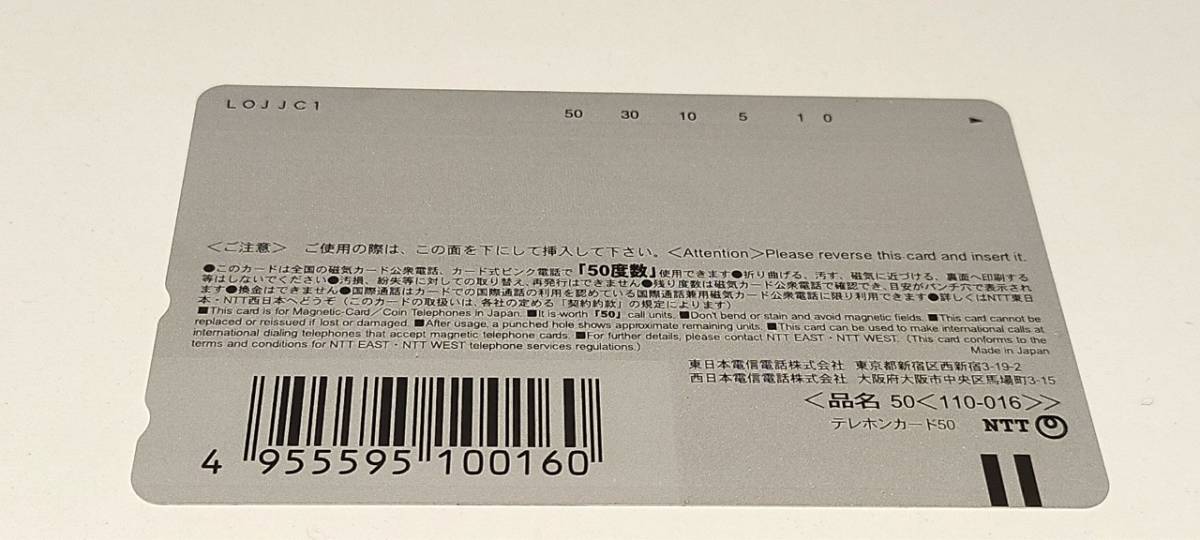 LOJJC1
50 30 10 5 1 0
＜ご注意＞ ご使用の際は、この面を下にして挿入して下さい。＜Attention＞Please reverse this card and insert it.
●このカードは全国の磁気カード公衆電話、カード式ピンク電話で「50度数」使用できます●折り曲げる、汚す、磁気に近づける、裏面へ印刷する
等はしないでください●汚損、紛失等に対しての取り替え、再発行はできません●残り度数は磁気カード公衆電話で確認でき、目安がパンチ穴で表示され
ます●換金はできません●国際通話はカードでの国際通話の利用を認めている国際通話兼用磁気カード公衆電話に限り利用できます●詳しくはNTT東日
本・NTT西日本へどうぞ（このカードの取扱いは、各社の定める「契約約款」の規定によります）
■This card is for Magnetic-Card／Coin Telephones in Japan. ■It is worth「50」call units. ■Don't bend or stain and avoid magnetic fields. ■This card cannot be
replaced or reissued if lost or damaged. ■After usage, a punched hole shows approximate remaining units. ■This card can be used to make international calls at
international dialing telephones that accept magnetic telephone cards. ■For further details, please contact NTT EAST・NTT WEST. (This card conforms to the
terms and conditions for NTT EAST・NTT WEST telephone services regulations.)
Made in Japan
東日本電信電話株式会社 東京都新宿区西新宿3-19-2
西日本電信電話株式会社 大阪府大阪市中央区馬場町3-15
＜品名 50＜110-016＞＞
テレホンカード50 NTT
4 955595 100160